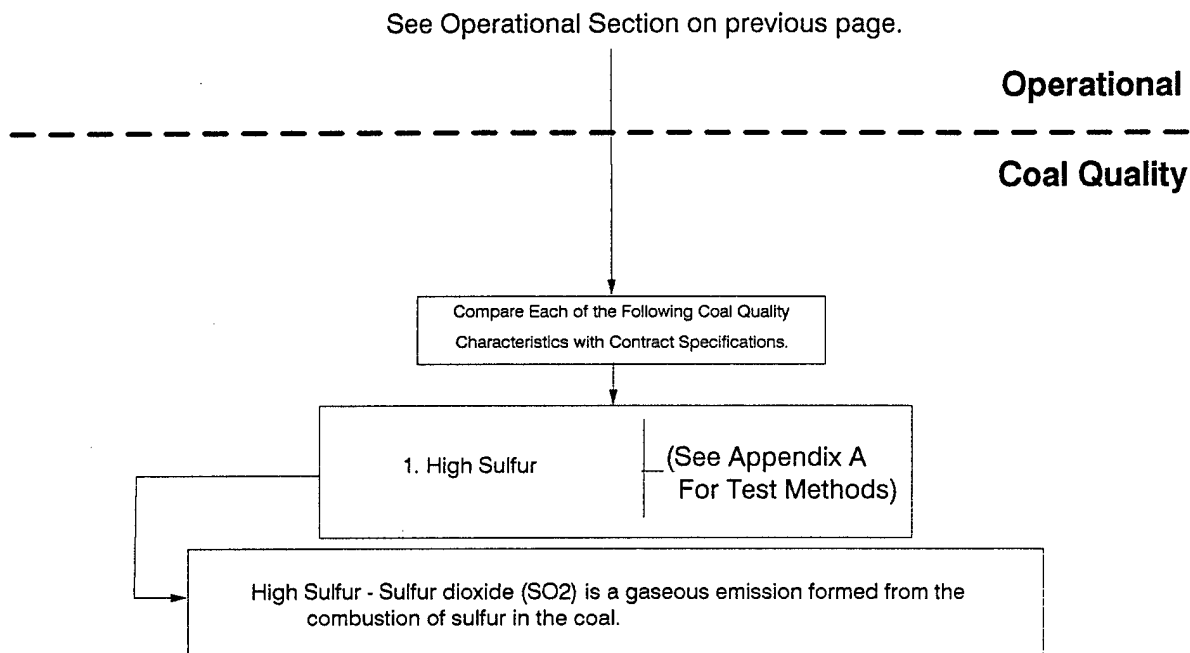 See Operational Section on previous page.
Operational
Coal Quality
Compare Each of the Following Coal Quality
Characteristics with Contract Specifications.
1. High Sulfur
(See Appendix A
For Test Methods)
High Sulfur - Sulfur dioxide (SO2) is a gaseous emission formed from the
combustion of sulfur in the coal.